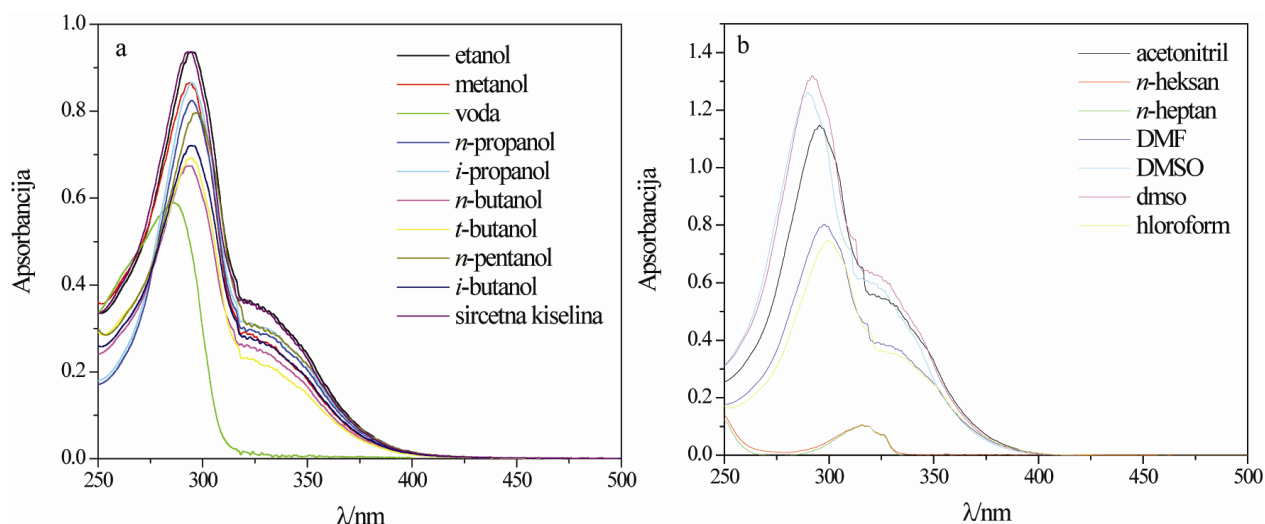 a
etanol
metanol
voda
n-propanol
i-propanol
n-butanol
t-butanol
n-pentanol
i-butanol
sircetna kiselina
Apsorbancija
1.0
0.8
0.6
0.4
0.2
0.0
250 300 350 400 450 500
λ/nm
b
acetonitril
n-heksan
n-heptan
DMF
DMSO
dmso
hloroform
Apsorbancija
1.4
1.2
1.0
0.8
0.6
0.4
0.2
0.0
250 300 350 400 450 500
λ/nm